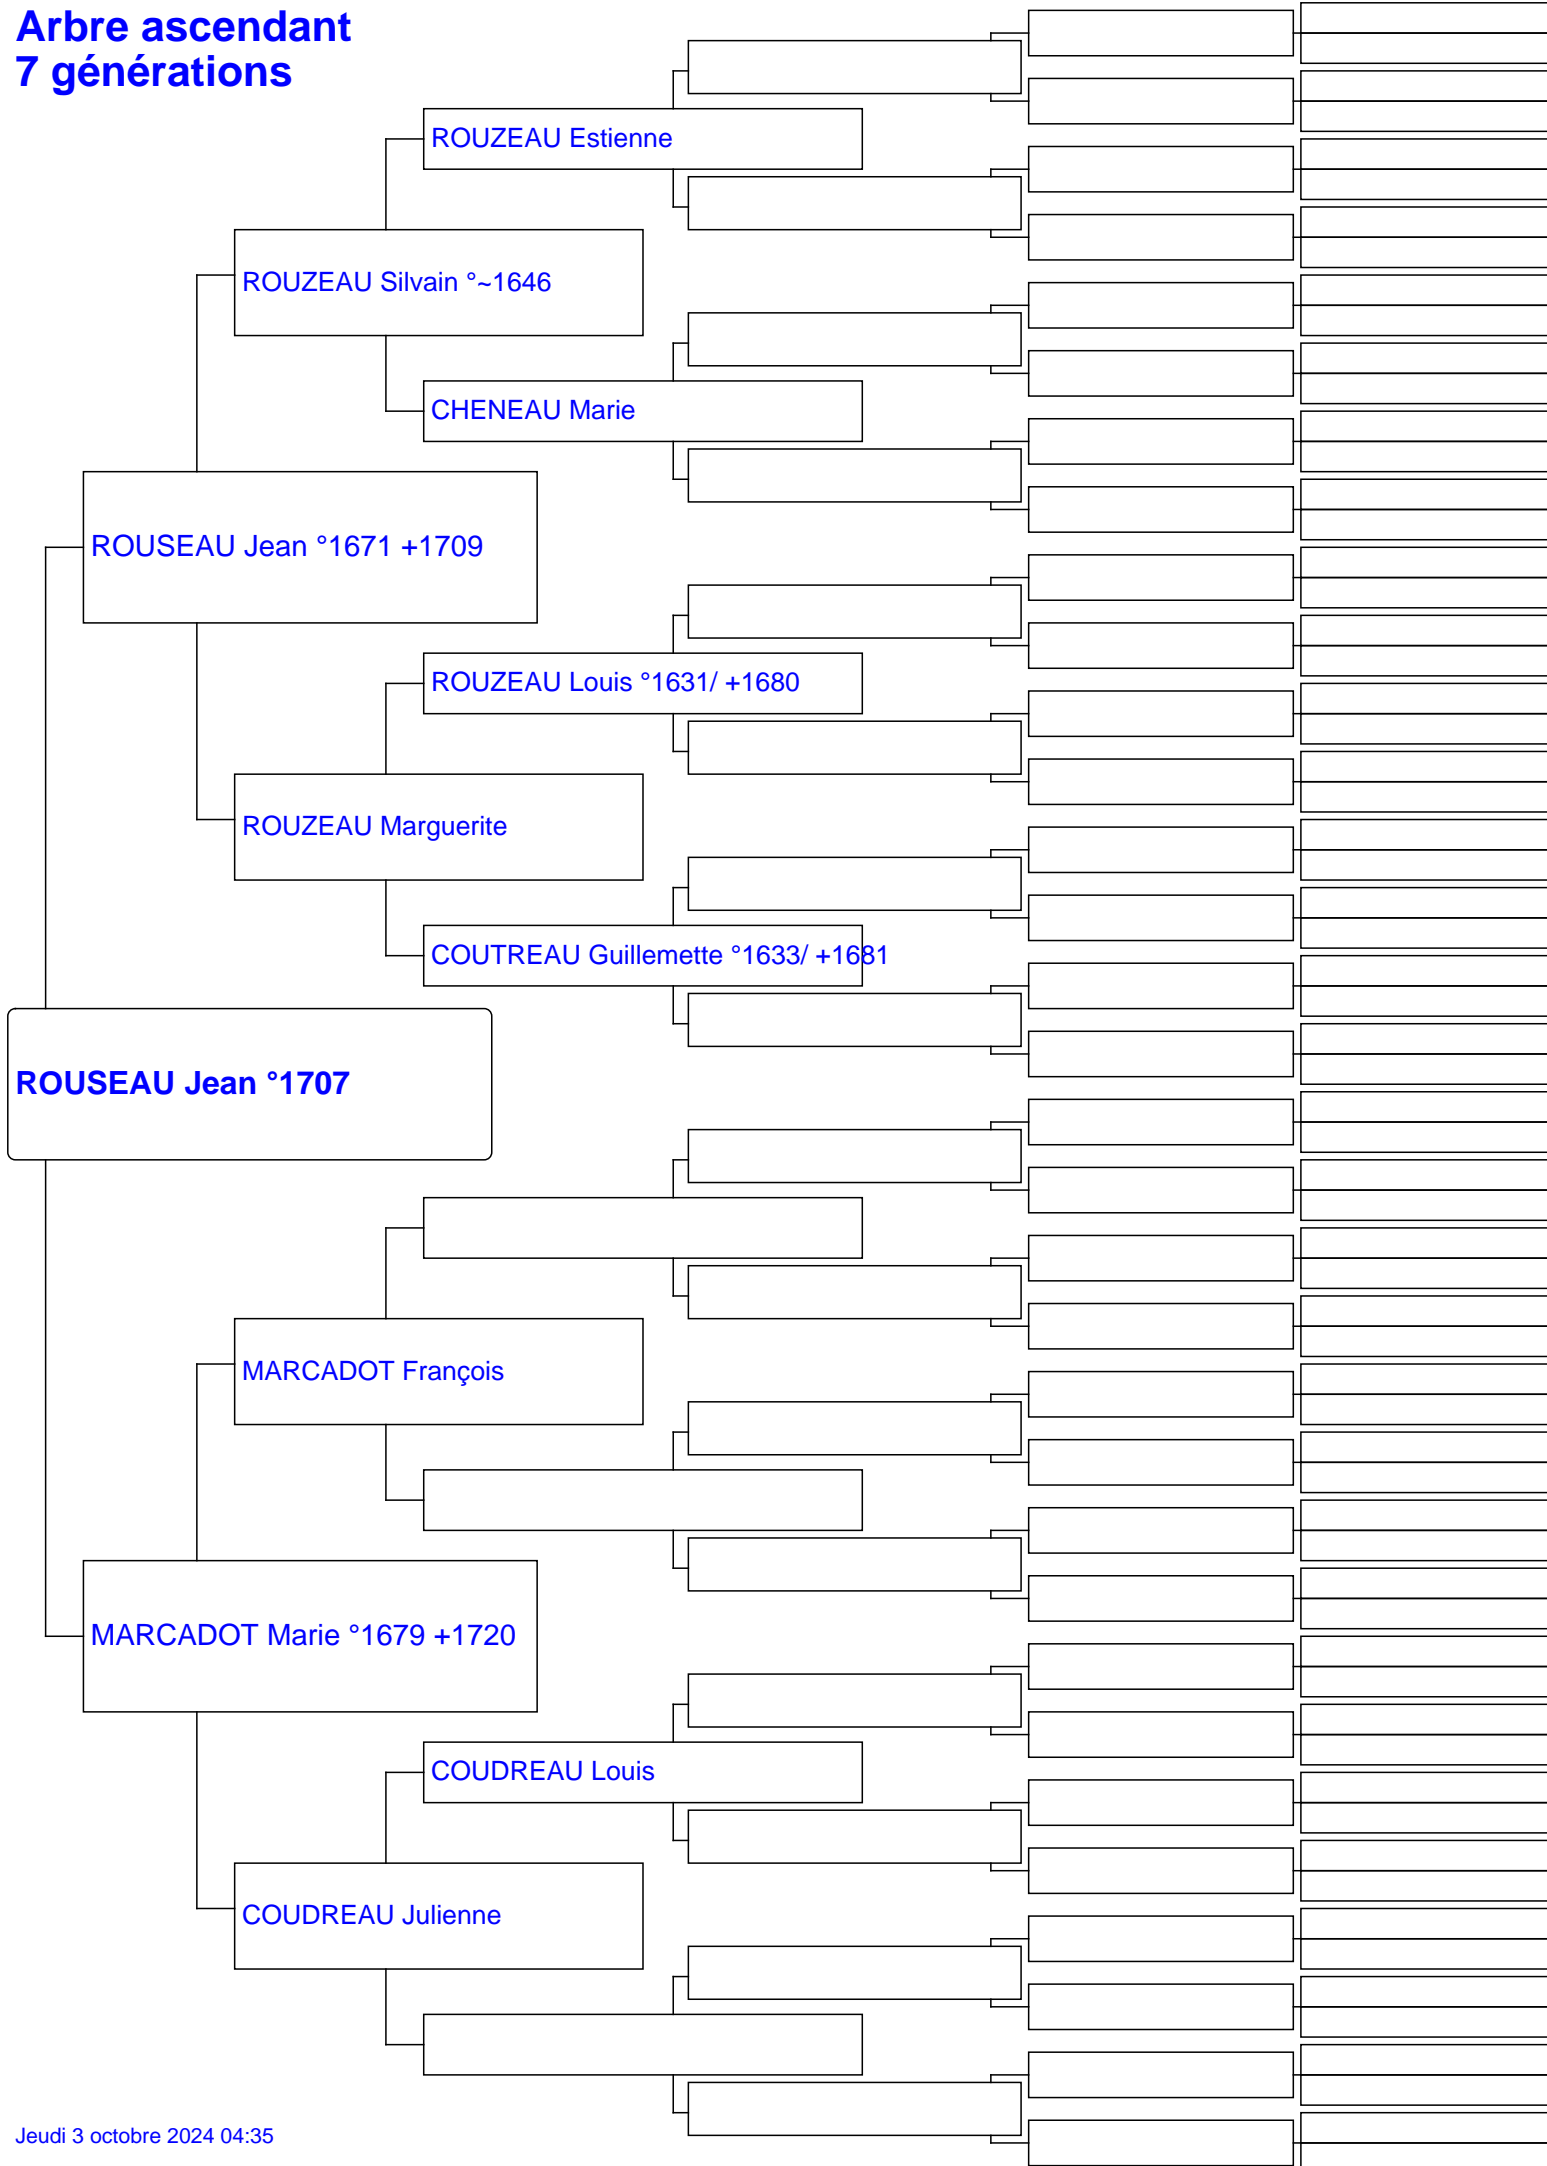 Arbre ascendant
7 générations
ROUZEAU Estienne
ROUZEAU Silvain °~1646
CHENEAU Marie
ROUSEAU Jean °1671 +1709
ROUZEAU Louis °1631/ +1680
ROUZEAU Marguerite
COUTREAU Guillemette °1633/ +1681
ROUSEAU Jean °1707
MARCADOT François
MARCADOT Marie °1679 +1720
COUDREAU Louis
COUDREAU Julienne
Jeudi 3 octobre 2024 04:35